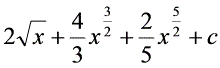 2√x + 4/3 x^(3/2) + 2/5 x^(5/2) + c